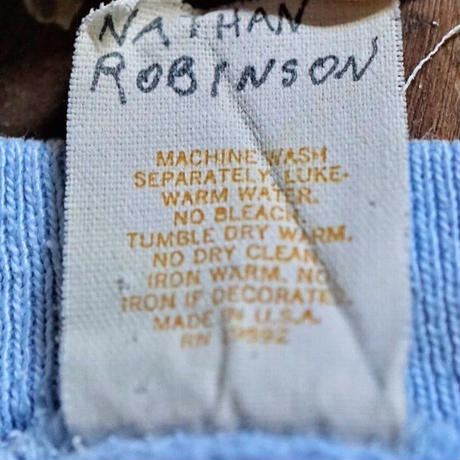 NATHAN
ROBINSON
MACHINE WASH
SEPARATELY, LUKE-
WARM WATER.
NO BLEACH.
TUMBLE DRY WARM.
NO DRY CLEAN.
IRON WARM. NO
IRON IF DECORATED.
MADE IN U.S.A.
RN